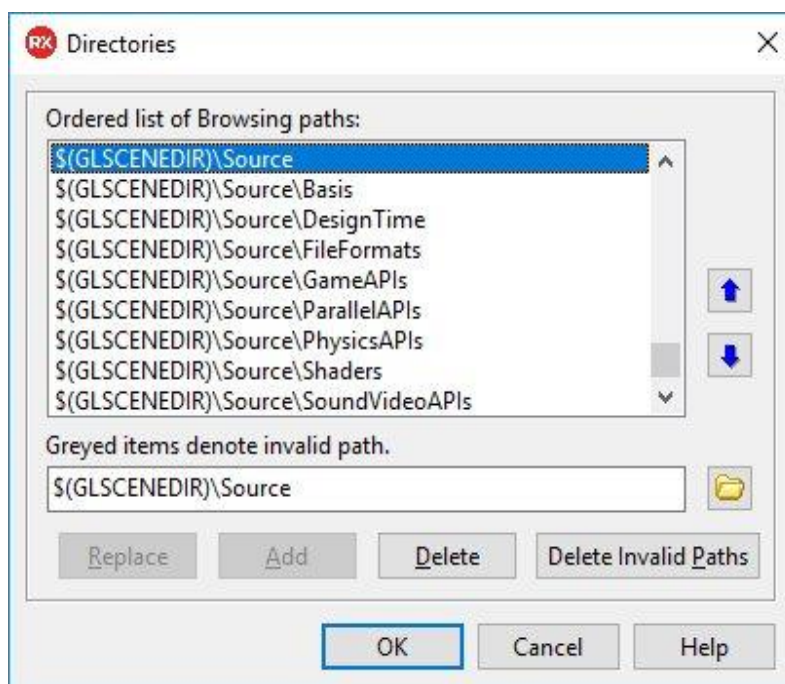 RX Directories
Ordered list of Browsing paths:
$(GLSCENEDIR)\Source
$(GLSCENEDIR)\Source\Basis
$(GLSCENEDIR)\Source\DesignTime
$(GLSCENEDIR)\Source\FileFormats
$(GLSCENEDIR)\Source\GameAPIs
$(GLSCENEDIR)\Source\ParallelAPIs
$(GLSCENEDIR)\Source\PhysicsAPIs
$(GLSCENEDIR)\Source\Shaders
$(GLSCENEDIR)\Source\SoundVideoAPIs
Greyed items denote invalid path.
$(GLSCENEDIR)\Source
Replace Add Delete Delete Invalid Paths
OK Cancel Help